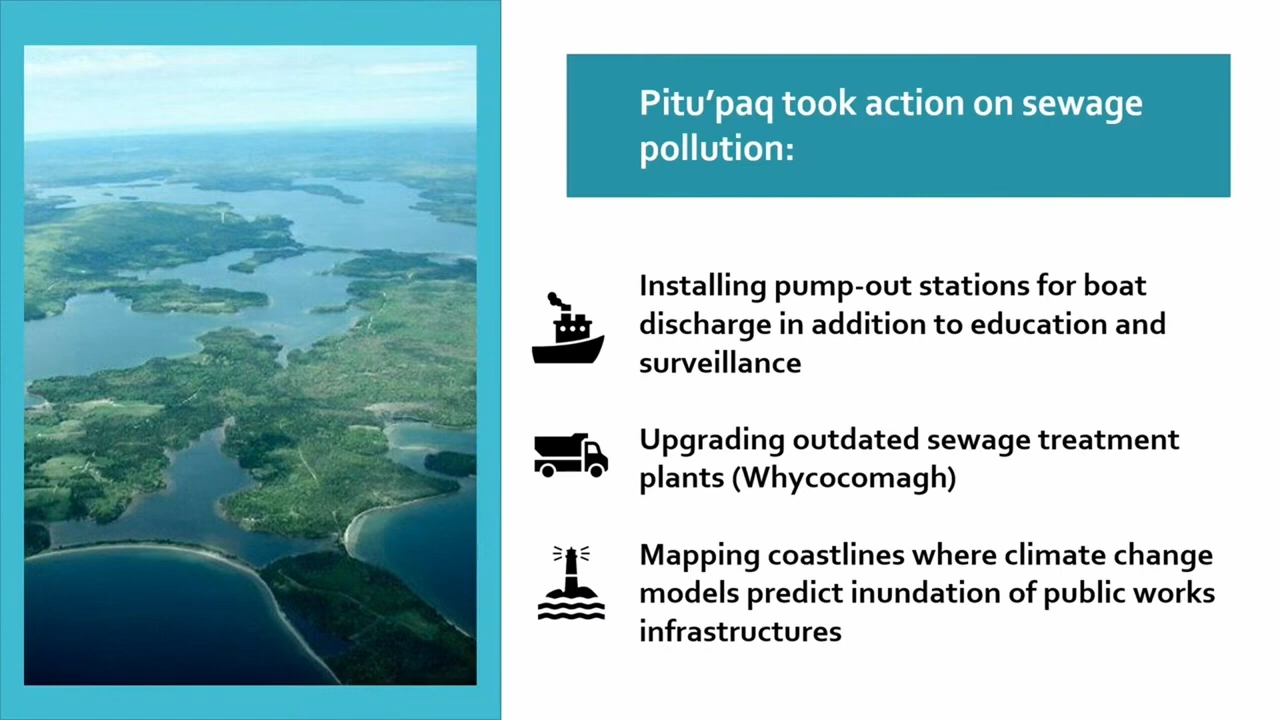 Pitu’paq took action on sewage
pollution:
Installing pump-out stations for boat
discharge in addition to education and
surveillance
Upgrading outdated sewage treatment
plants (Whycocomagh)
Mapping coastlines where climate change
models predict inundation of public works
infrastructures